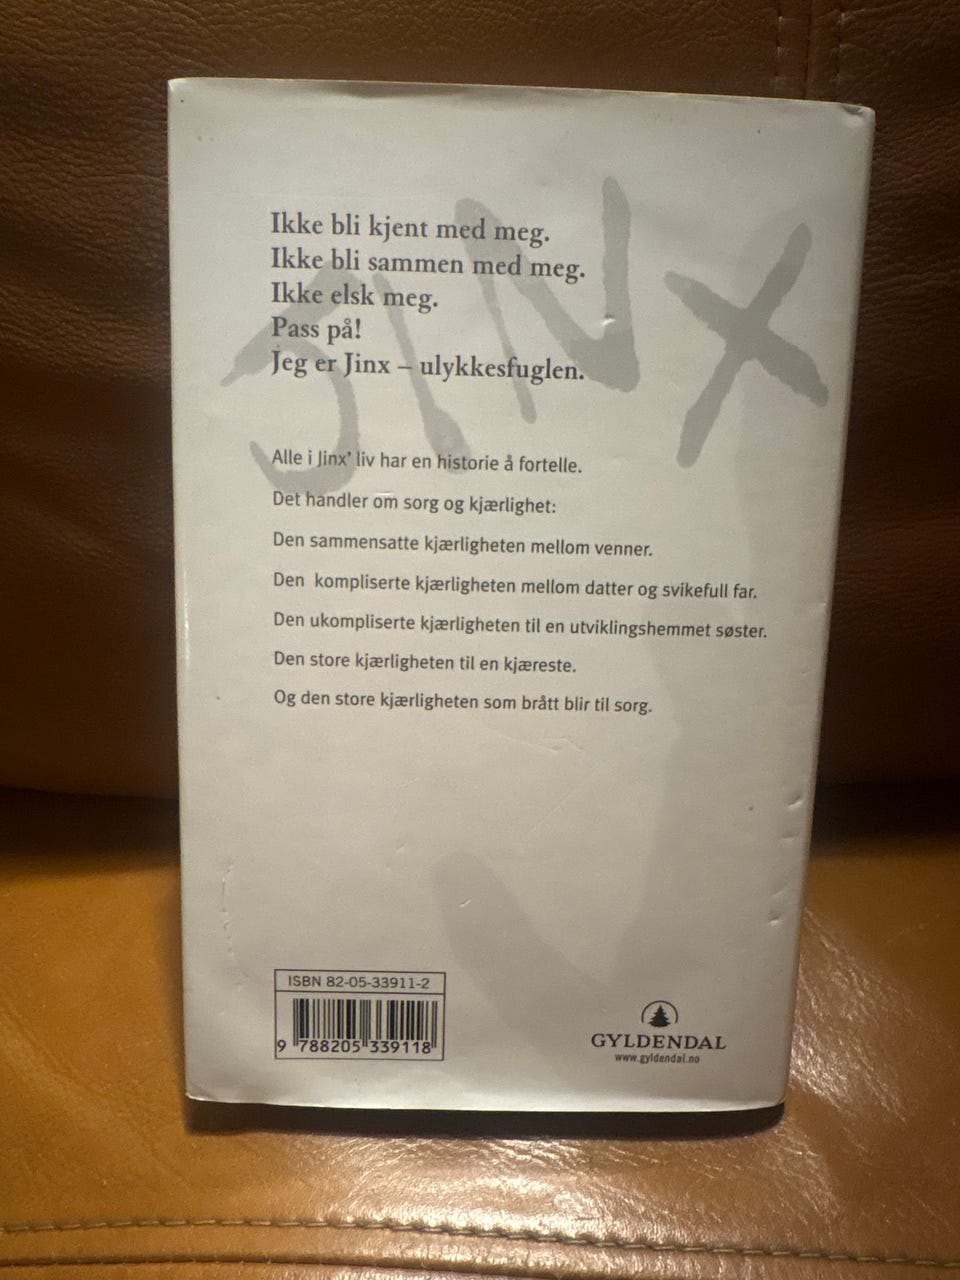 JINX
Ikke bli kjent med meg.
Ikke bli sammen med meg.
Ikke elsk meg.
Pass på!
Jeg er Jinx – ulykkesfuglen.
Alle i Jinx’ liv har en historie å fortelle.
Det handler om sorg og kjærlighet:
Den sammensatte kjærligheten mellom venner.
Den kompliserte kjærligheten mellom datter og svikefull far.
Den ukompliserte kjærligheten til en utviklingshemmet søster.
Den store kjærligheten til en kjæreste.
Og den store kjærligheten som brått blir til sorg.
ISBN 82-05-33911-2
9 788205 339118
GYLDENDAL
www.gyldendal.no